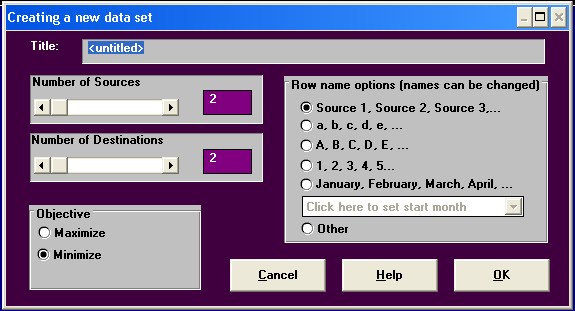 Creating a new data set
Title: <untitled>
Number of Sources
2
Number of Destinations
2
Objective
Maximize
Minimize
Row name options (names can be changed)
Source 1, Source 2, Source 3,...
a, b, c, d, e, ...
A, B, C, D, E, ...
1, 2, 3, 4, 5...
January, February, March, April, ...
Click here to set start month
Other
Cancel Help OK